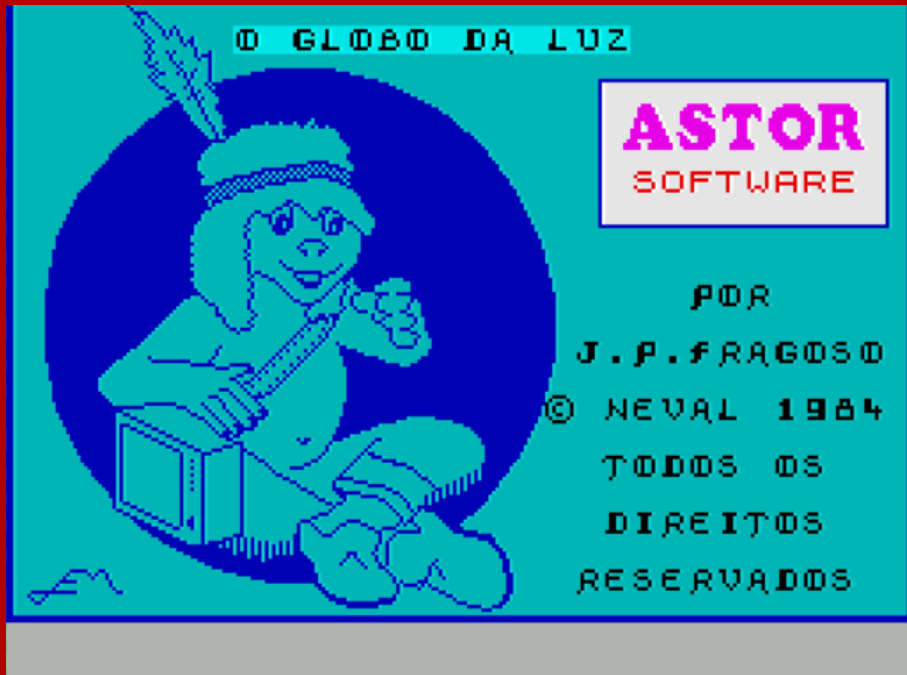 O GLOBO DA LUZ
ASTOR
SOFTWARE
POR
J.P.FRAGOSO
© NEVAL 1984
TODOS OS
DIREITOS
RESERVADOS